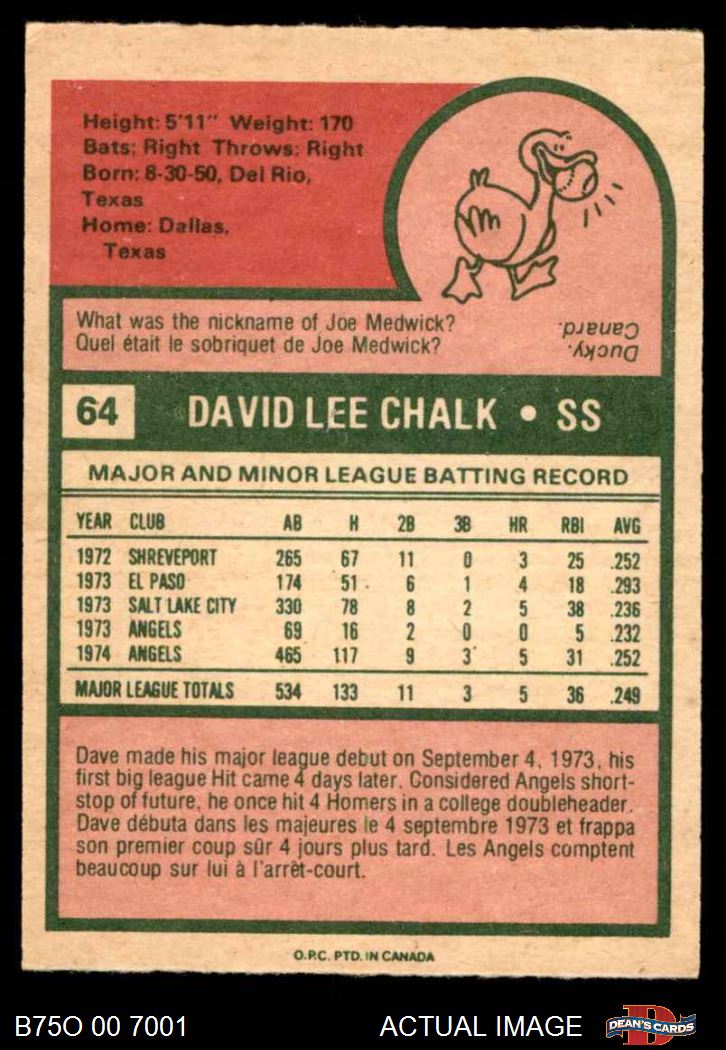 Height: 5'11" Weight: 170
Bats: Right Throws: Right
Born: 8-30-50, Del Rio,
Texas
Home: Dallas,
Texas
What was the nickname of Joe Medwick?
Quel était le sobriquet de Joe Medwick?
Ducky.
Canard.
64 DAVID LEE CHALK • SS
MAJOR AND MINOR LEAGUE BATTING RECORD
YEAR CLUB AB H 2B 3B HR RBI AVG
1972 SHREVEPORT 265 67 11 0 3 25 .252
1973 EL PASO 174 51 6 1 4 18 .293
1973 SALT LAKE CITY 330 78 8 2 5 38 .236
1973 ANGELS 69 16 2 0 0 5 .232
1974 ANGELS 465 117 9 3 5 31 .252
MAJOR LEAGUE TOTALS 534 133 11 3 5 36 .249
Dave made his major league debut on September 4, 1973, his
first big league Hit came 4 days later. Considered Angels short-
stop of future, he once hit 4 Homers in a college doubleheader.
Dave débuta dans les majeures le 4 septembre 1973 et frappa
son premier coup sûr 4 jours plus tard. Les Angels comptent
beaucoup sur lui à l'arrêt-court.
O.P.C. PTD. IN CANADA
B75O 00 7001 ACTUAL IMAGE
D
DEAN'S CARDS